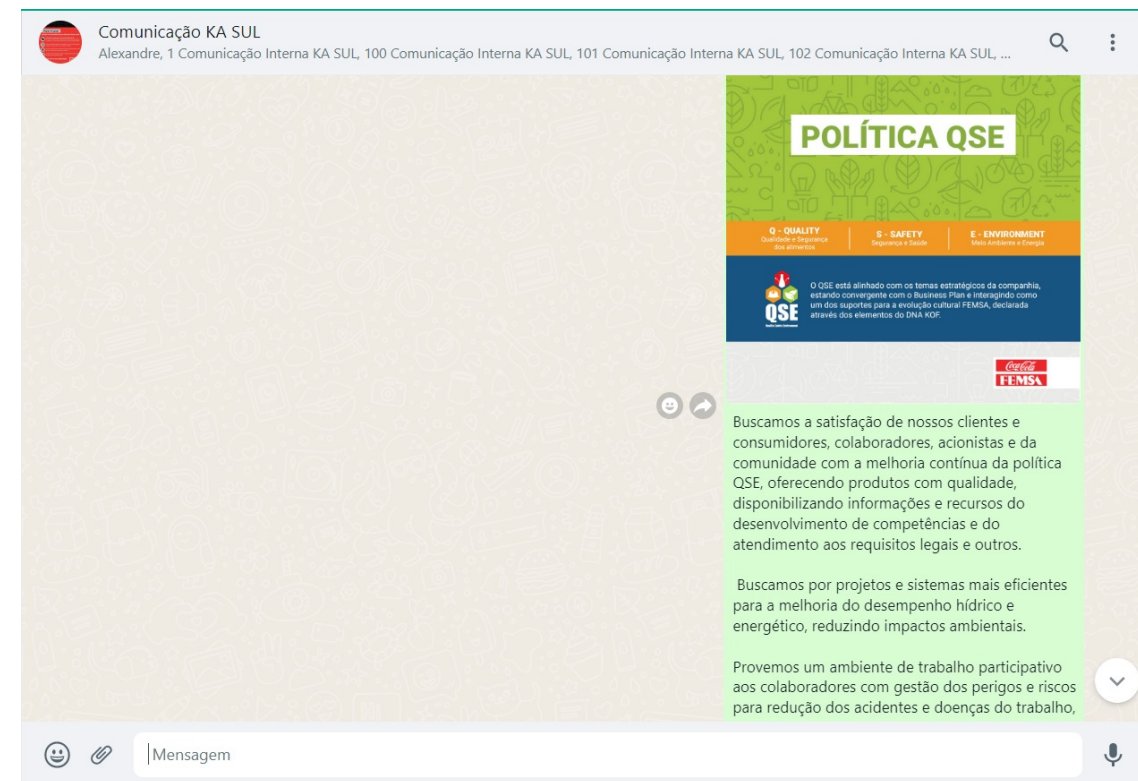 Comunicação KA SUL
Alexandre, 1 Comunicação Interna KA SUL, 100 Comunicação Interna KA SUL, 101 Comunicação Interna KA SUL, 102 Comunicação Interna KA SUL, ...
POLÍTICA QSE
Q - QUALITY
Qualidade e Segurança
dos alimentos
S - SAFETY
Segurança e Saúde
E - ENVIRONMENT
Meio Ambiente e Energia
QSE
O QSE está alinhado com os temas estratégicos da companhia,
estando convergente com o Business Plan e interagindo como
um dos suportes para a evolução cultural FEMSA, declarada
através dos elementos do DNA KOF.
Coca-Cola
FEMSA
Buscamos a satisfação de nossos clientes e
consumidores, colaboradores, acionistas e da
comunidade com a melhoria contínua da política
QSE, oferecendo produtos com qualidade,
disponibilizando informações e recursos do
desenvolvimento de competências e do
atendimento aos requisitos legais e outros.
Buscamos por projetos e sistemas mais eficientes
para a melhoria do desempenho hídrico e
energético, reduzindo impactos ambientais.
Provemos um ambiente de trabalho participativo
aos colaboradores com gestão dos perigos e riscos
para redução dos acidentes e doenças do trabalho,
Mensagem